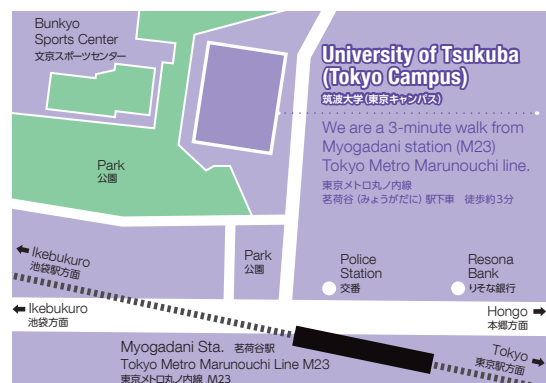 Bunkyo
Sports Center
文京スポーツセンター
University of Tsukuba
(Tokyo Campus)
筑波大学(東京キャンパス)
We are a 3-minute walk from
Myogadani station (M23)
Tokyo Metro Marunouchi line.
東京メトロ丸ノ内線
茗荷谷(みょうがだに)駅下車 徒歩約3分
Park
公園
Ikebukuro
池袋駅方面
Park
公園
Police
Station
交番
Resona
Bank
りそな銀行
Ikebukuro
池袋方面
Hongo
本郷方面
Myogadani Sta. 茗荷谷駅
Tokyo Metro Marunouchi Line M23
東京メトロ丸ノ内線 M23
Tokyo
東京駅方面